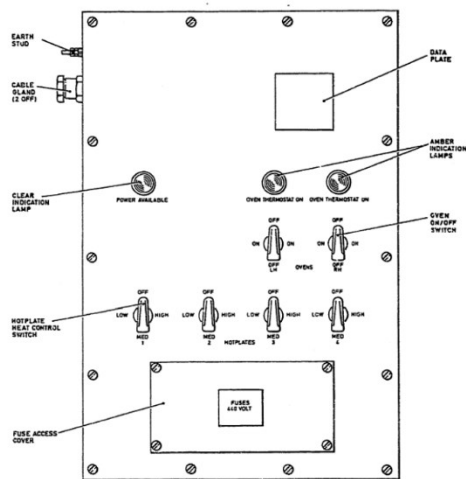 EARTH
STUD
CABLE
GLAND
(2 OFF)
DATA
PLATE
AMBER
INDICATION
LAMPS
CLEAR
INDICATION
LAMP
POWER AVAILABLE
OVEN THERMOSTAT ON
OVEN THERMOSTAT ON
OVEN
ON/OFF
SWITCH
OFF
OFF
ON
ON
ON
ON
OFF
LH
OVENS
OFF
RH
HOTPLATE
HEAT CONTROL
SWITCH
OFF
OFF
OFF
OFF
LOW
HIGH
LOW
HIGH
LOW
HIGH
LOW
HIGH
MED
1
MED
2
HOTPLATES
MED
3
MED
4
FUSES
440 VOLT
FUSE ACCESS
COVER